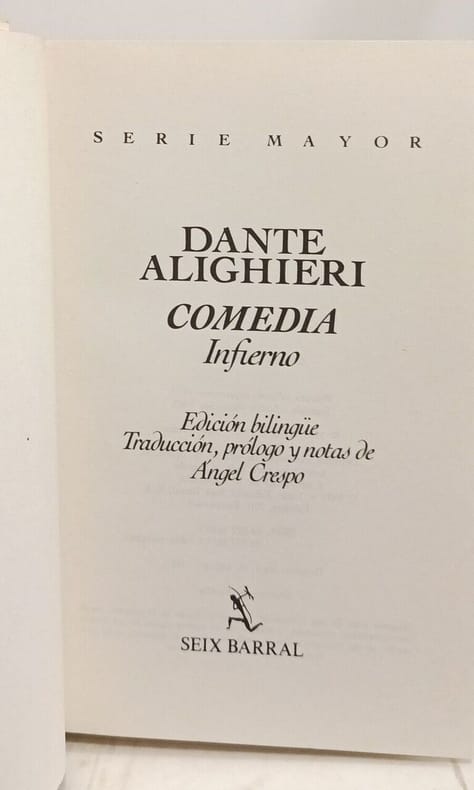 SERIE MAYOR
DANTE
ALIGHIERI
COMEDIA
Infierno
Edición bilingüe
Traducción, prólogo y notas de
Ángel Crespo
SEIX BARRAL